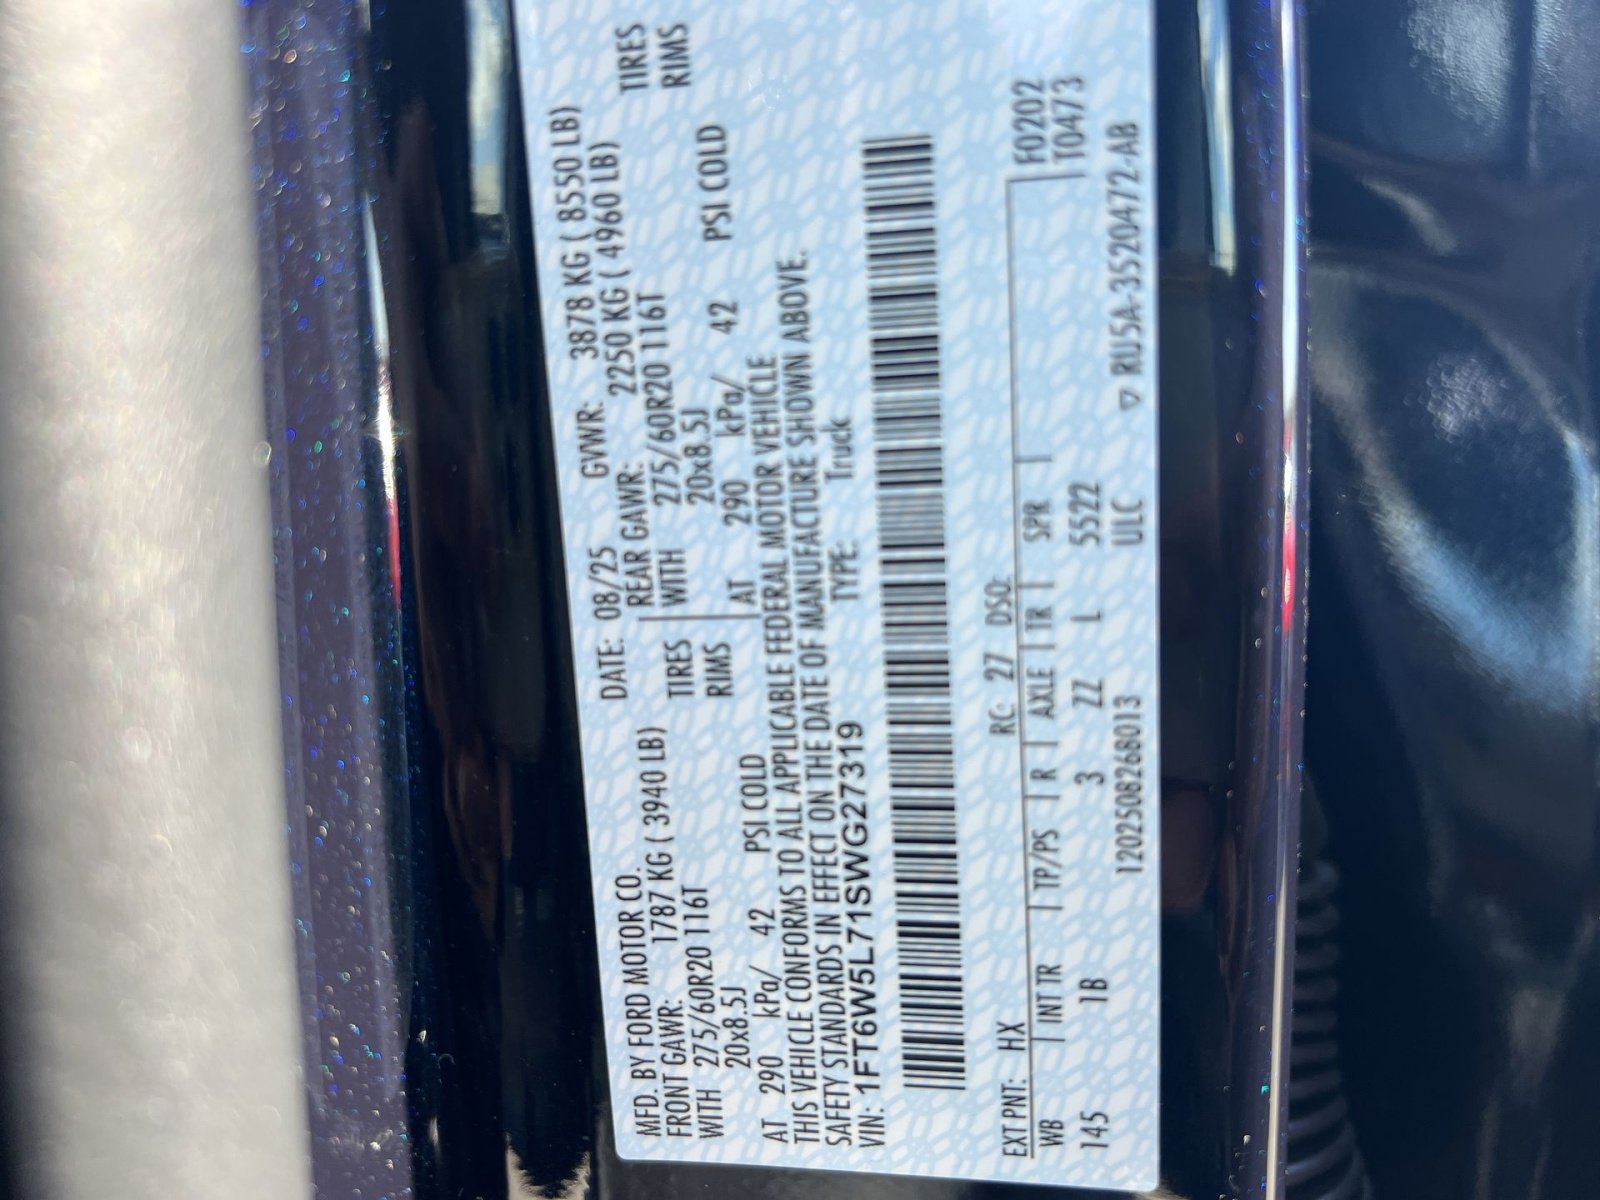 MFD. BY FORD MOTOR CO. DATE: 08/25 GVWR: 3878 KG ( 8550 LB)
FRONT GAWR: 1787 KG ( 3940 LB) REAR GAWR: 2250 KG ( 4960 LB)
WITH 275/60R20 116T TIRES WITH 275/60R20 116T TIRES
20x8.5J RIMS 20x8.5J RIMS
AT 290 kPa/ 42 PSI COLD AT 290 kPa/ 42 PSI COLD
THIS VEHICLE CONFORMS TO ALL APPLICABLE FEDERAL MOTOR VEHICLE
SAFETY STANDARDS IN EFFECT ON THE DATE OF MANUFACTURE SHOWN ABOVE.
VIN: 1FT6W5L71SWG27319 TYPE: Truck
EXT PNT: HX RC: 27 DSO: F0202
WB INT TR TP/PS R AXLE TR SPR T0473
145 1B 3 ZZ L 5522
1202508268013 ULC ▽ RU5A-3520472-AB